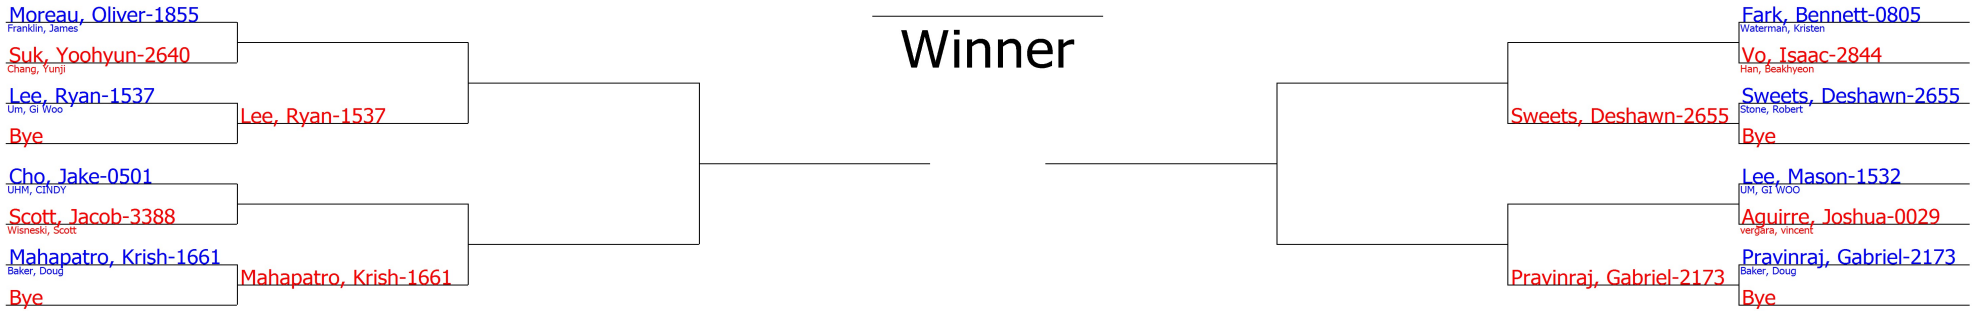 Moreau, Oliver-1855
Franklin, James
Suk, Yoohyun-2640
Chang, Yunji
Lee, Ryan-1537
Um, Gi Woo
Bye
Lee, Ryan-1537
Cho, Jake-0501
UHM, CINDY
Scott, Jacob-3388
Wisneski, Scott
Mahapatro, Krish-1661
Baker, Doug
Bye
Mahapatro, Krish-1661
Winner
Fark, Bennett-0805
Waterman, Kristen
Vo, Isaac-2844
Han, Beakhyeon
Sweets, Deshawn-2655
Stone, Robert
Bye
Sweets, Deshawn-2655
Lee, Mason-1532
UM, GI WOO
Aguirre, Joshua-0029
vergara, vincent
Pravinraj, Gabriel-2173
Baker, Doug
Bye
Pravinraj, Gabriel-2173